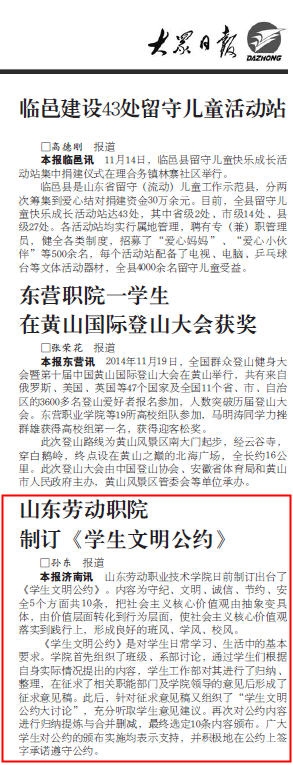 大眾日报
DAZHONG
临邑建设43处留守儿童活动站
□高德刚 报道
本报临邑讯 11月14日，临邑县留守儿童快乐成长活
动站集中捐建仪式在理合务镇林寨社区举行。
临邑县是山东省留守（流动）儿童工作示范县，分两
次筹集到爱心结对捐建资金30万余元。目前，全县留守儿
童快乐成长活动站达43处，其中省级2处，市级14处，县
级27处。各活动站均实行属地管理，聘有专（兼）职管理
员，健全各类制度，招募了“爱心妈妈”、“爱心小伙
伴”等500余名，每个活动站配备了电视，电脑，乒乓球
台等文体活动器材，全县4000余名留守儿童受益。
东营职院一学生
在黄山国际登山大会获奖
□张荣花 报道
本报东营讯 2014年11月19日，全国群众登山健身大
会暨第十届中国黄山国际登山大会在黄山举行，共有来自
俄罗斯，美国，英国等47个国家及全国11个省、市、自治
区的3600多名登山爱好者报名参加，人数突破历届登山大
会。东营职业学院等19所高校组队参加，马明涛同学力挫
群雄获得高校组第一名，获得迎客松奖。
此次登山路线为黄山风景区南大门起步，经云谷寺，
穿白鹅岭，终点设在黄山之巅的北海广场，全长约16公
里。此次登山大会由中国登山协会、安徽省体育局和黄山
市人民政府主办、黄山风景区管委会等单位承办。
山东劳动职院
制订《学生文明公约》
□孙东 报道
本报济南讯 山东劳动职业技术学院日前制订出台了
《学生文明公约》。内容为守纪、文明、诚信、节约、安
全5个方面共10条，把社会主义核心价值观由抽象变具
体，由价值层面转化到行为层面，使社会主义核心价值观
落实到践行上，形成良好的班风、学风、校风。
《学生文明公约》是对学生日常学习、生活中的基本
要求。学院首先组织了班级，系部讨论，通过学生们根据
自身实际情况提出的内容，学生工作部对其进行了归纳、
整理，在征求了相关职能部门及学院领导的意见后形成了
征求意见稿。此后，针对征求意见稿又组织了“学生文明
公约大讨论”，充分听取学生意见建议。再次对公约内容
进行归纳提炼与合并删减，最终选定10条内容颁布。广大
学生对公约的颁布实施均表示支持，并积极地在公约上签
字承诺遵守公约。